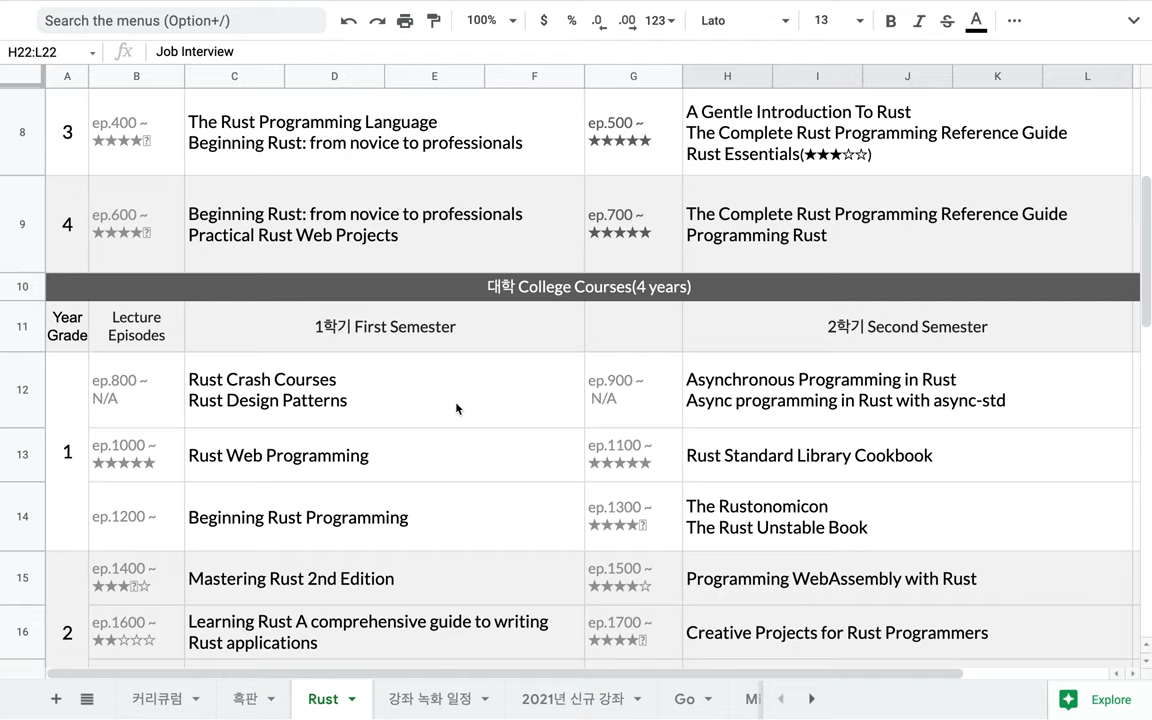 Search the menus (Option+/)
100%
$ % .0 .00 123
Lato
13
B I S A
H22:L22
fx
Job Interview
A B C D E F G H I J K L
8
3
ep.400 ~
★★★★⍰
The Rust Programming Language
Beginning Rust: from novice to professionals
ep.500 ~
★★★★★
A Gentle Introduction To Rust
The Complete Rust Programming Reference Guide
Rust Essentials(★★★☆☆)
9
4
ep.600 ~
★★★★⍰
Beginning Rust: from novice to professionals
Practical Rust Web Projects
ep.700 ~
★★★★★
The Complete Rust Programming Reference Guide
Programming Rust
10
대학 College Courses(4 years)
11
Year
Grade
Lecture
Episodes
1학기 First Semester
2학기 Second Semester
12
1
ep.800 ~
N/A
Rust Crash Courses
Rust Design Patterns
ep.900 ~
N/A
Asynchronous Programming in Rust
Async programming in Rust with async-std
13
ep.1000 ~
★★★★★
Rust Web Programming
ep.1100 ~
★★★★★
Rust Standard Library Cookbook
14
ep.1200 ~
Beginning Rust Programming
ep.1300 ~
★★★★⍰
The Rustonomicon
The Rust Unstable Book
15
ep.1400 ~
★★★⍰☆
Mastering Rust 2nd Edition
ep.1500 ~
★★★★☆
Programming WebAssembly with Rust
16
2
ep.1600 ~
★★☆☆☆
Learning Rust A comprehensive guide to writing
Rust applications
ep.1700 ~
★★★★⍰
Creative Projects for Rust Programmers
커리큐럼
흑판
Rust
강좌 녹화 일정
2021년 신규 강좌
Go
Explore